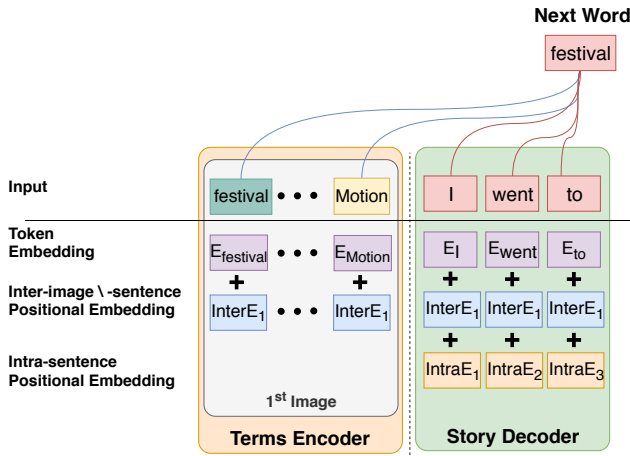 Next Word
festival
Input
festival • • • Motion
I went to
Token
Embedding
E_festival • • • E_Motion
E_I E_went E_to
+ + + + +
Inter-image \ -sentence
Positional Embedding
InterE_1 • • • InterE_1
InterE_1 InterE_1 InterE_1
+ + +
Intra-sentence
Positional Embedding
IntraE_1 IntraE_2 IntraE_3
1st Image
Terms Encoder
Story Decoder